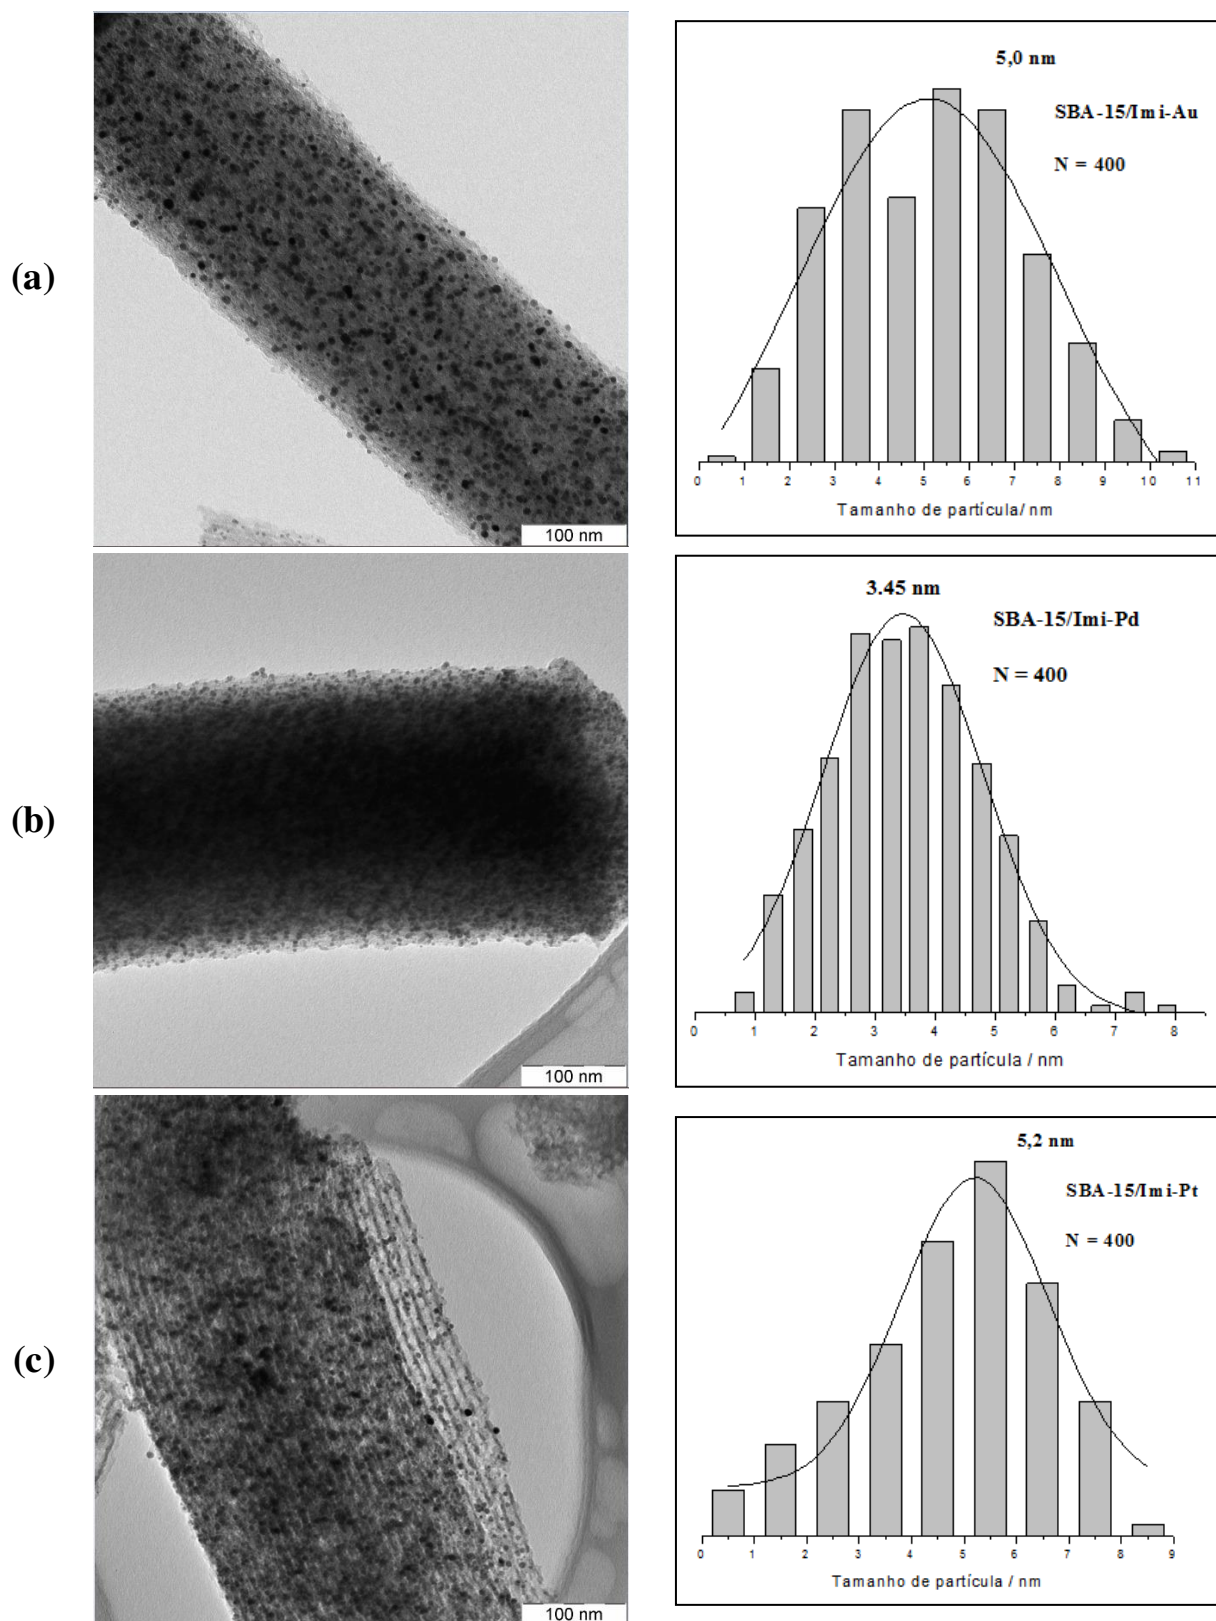 (a)
100 nm
5,0 nm
SBA-15/Imi-Au
N = 400
0 1 2 3 4 5 6 7 8 9 10 11
Tamanho de partícula/ nm
(b)
100 nm
3.45 nm
SBA-15/Imi-Pd
N = 400
0 1 2 3 4 5 6 7 8
Tamanho de partícula / nm
(c)
100 nm
5,2 nm
SBA-15/Imi-Pt
N = 400
0 1 2 3 4 5 6 7 8 9
Tamanho de partícula / nm